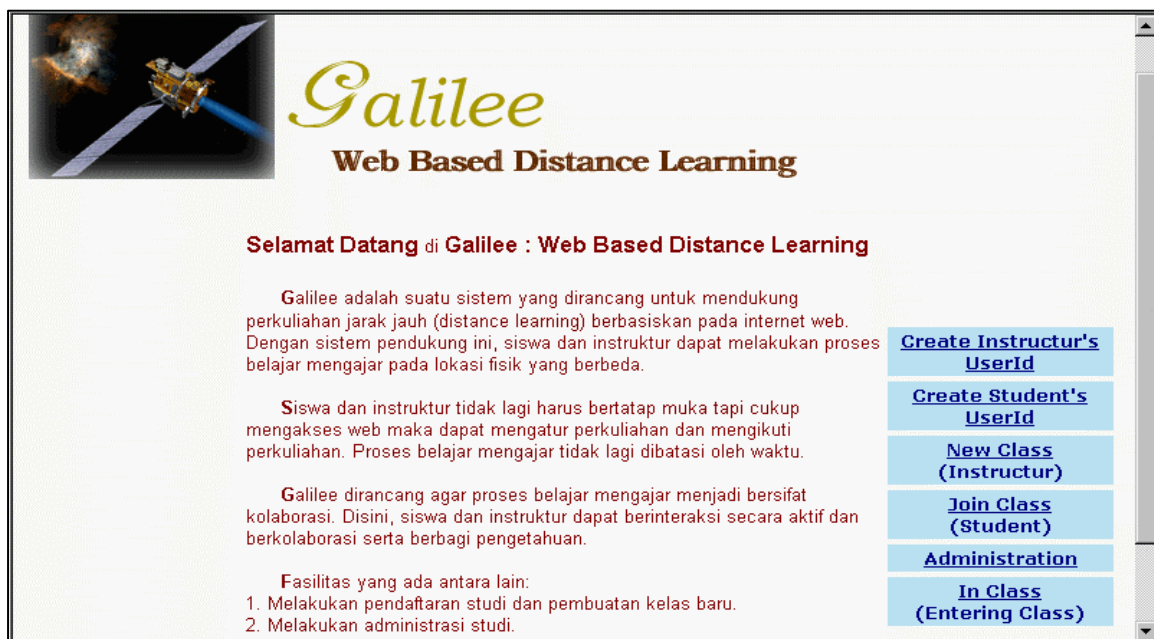 Galilee
Web Based Distance Learning
Selamat Datang di Galilee : Web Based Distance Learning
Galilee adalah suatu sistem yang dirancang untuk mendukung
perkuliahan jarak jauh (distance learning) berbasiskan pada internet web.
Dengan sistem pendukung ini, siswa dan instruktur dapat melakukan proses
belajar mengajar pada lokasi fisik yang berbeda.
Siswa dan instruktur tidak lagi harus bertatap muka tapi cukup
mengakses web maka dapat mengatur perkuliahan dan mengikuti
perkuliahan. Proses belajar mengajar tidak lagi dibatasi oleh waktu.
Galilee dirancang agar proses belajar mengajar menjadi bersifat
kolaborasi. Disini, siswa dan instruktur dapat berinteraksi secara aktif dan
berkolaborasi serta berbagi pengetahuan.
Fasilitas yang ada antara lain:
1. Melakukan pendaftaran studi dan pembuatan kelas baru.
2. Melakukan administrasi studi.
Create Instructur's
UserId
Create Student's
UserId
New Class
(Instructur)
Join Class
(Student)
Administration
In Class
(Entering Class)